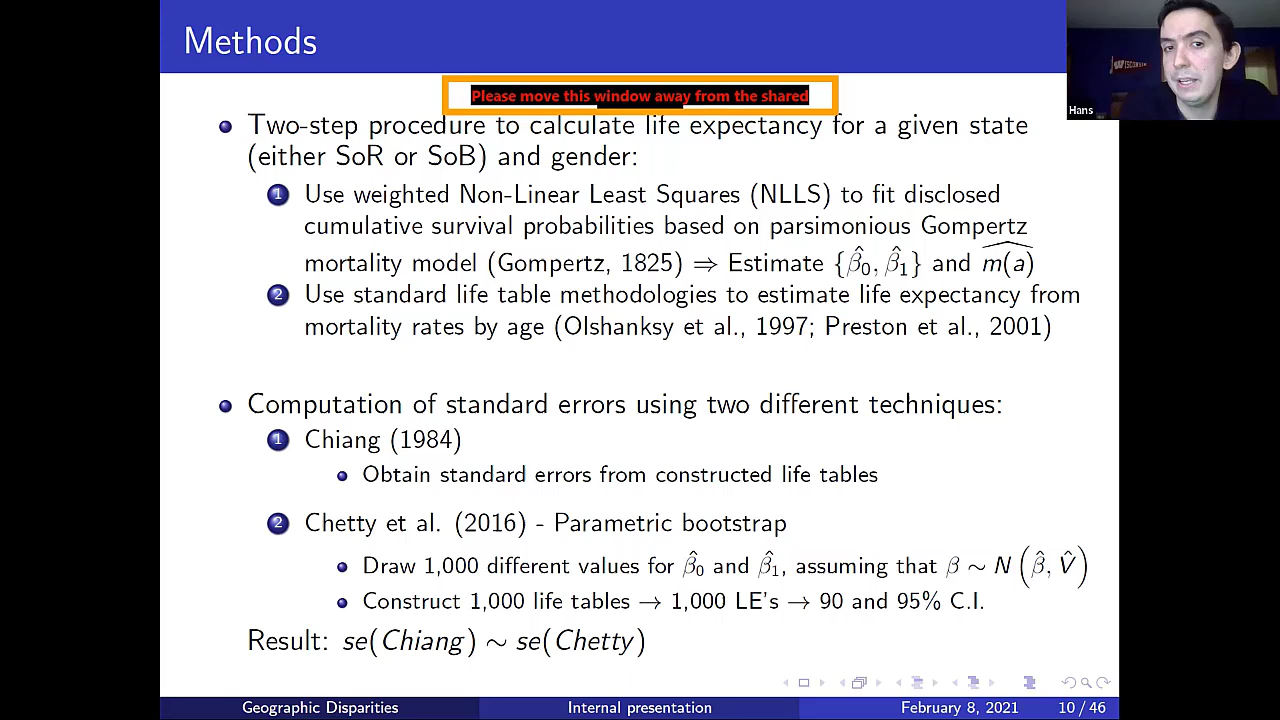 Methods
Please move this window away from the shared
Hans
Two-step procedure to calculate life expectancy for a given state
(either SoR or SoB) and gender:
1 Use weighted Non-Linear Least Squares (NLLS) to fit disclosed
cumulative survival probabilities based on parsimonious Gompertz
mortality model (Gompertz, 1825) ⇒ Estimate {β̂₀, β̂₁} and m̂(a)
2 Use standard life table methodologies to estimate life expectancy from
mortality rates by age (Olshanksy et al., 1997; Preston et al., 2001)
Computation of standard errors using two different techniques:
1 Chiang (1984)
Obtain standard errors from constructed life tables
2 Chetty et al. (2016) - Parametric bootstrap
Draw 1,000 different values for β̂₀ and β̂₁, assuming that β ∼ N(β̂, V̂)
Construct 1,000 life tables → 1,000 LE's → 90 and 95% C.I.
Result: se(Chiang) ∼ se(Chetty)
Geographic Disparities Internal presentation February 8, 2021 10 / 46